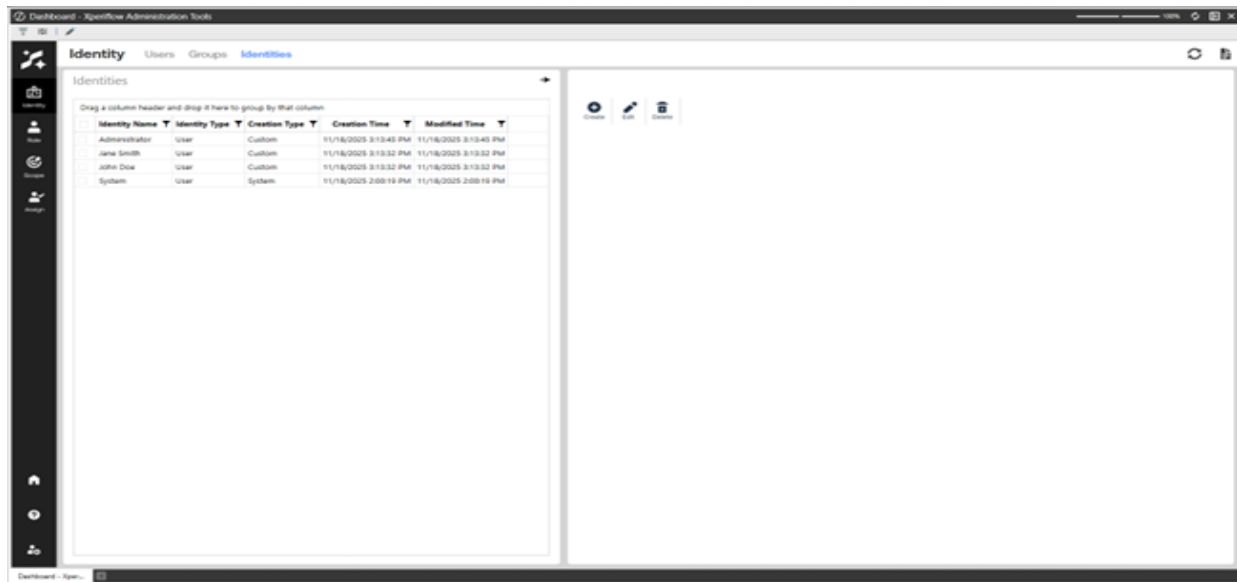 Dashboard - Xperiflow Administration Tools
100%
Identity Users Groups Identities
Identities
Drag a column header and drop it here to group by that column
Identity Name Identity Type Creation Type Creation Time Modified Time
Administrator User Custom 11/18/2025 3:13:45 PM 11/18/2025 3:13:45 PM
Jane Smith User Custom 11/18/2025 3:13:32 PM 11/18/2025 3:13:32 PM
John Doe User Custom 11/18/2025 3:13:32 PM 11/18/2025 3:13:32 PM
System User System 11/18/2025 2:00:19 PM 11/18/2025 2:00:19 PM
Create Edit Delete
Identity
Role
Scope
Assign
Dashboard - Xper...